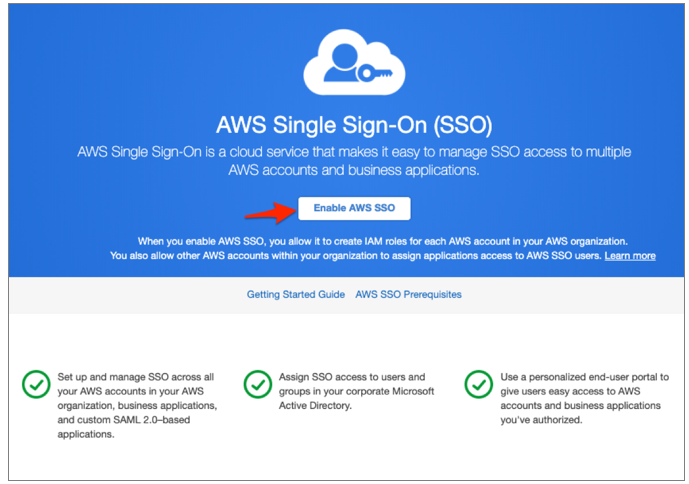 AWS Single Sign-On (SSO)
AWS Single Sign-On is a cloud service that makes it easy to manage SSO access to multiple
AWS accounts and business applications.
Enable AWS SSO
When you enable AWS SSO, you allow it to create IAM roles for each AWS account in your AWS organization.
You also allow other AWS accounts within your organization to assign applications access to AWS SSO users. Learn more
Getting Started Guide AWS SSO Prerequisites
Set up and manage SSO across all
your AWS accounts in your AWS
organization, business applications,
and custom SAML 2.0–based
applications.
Assign SSO access to users and
groups in your corporate Microsoft
Active Directory.
Use a personalized end-user portal to
give users easy access to AWS
accounts and business applications
you've authorized.